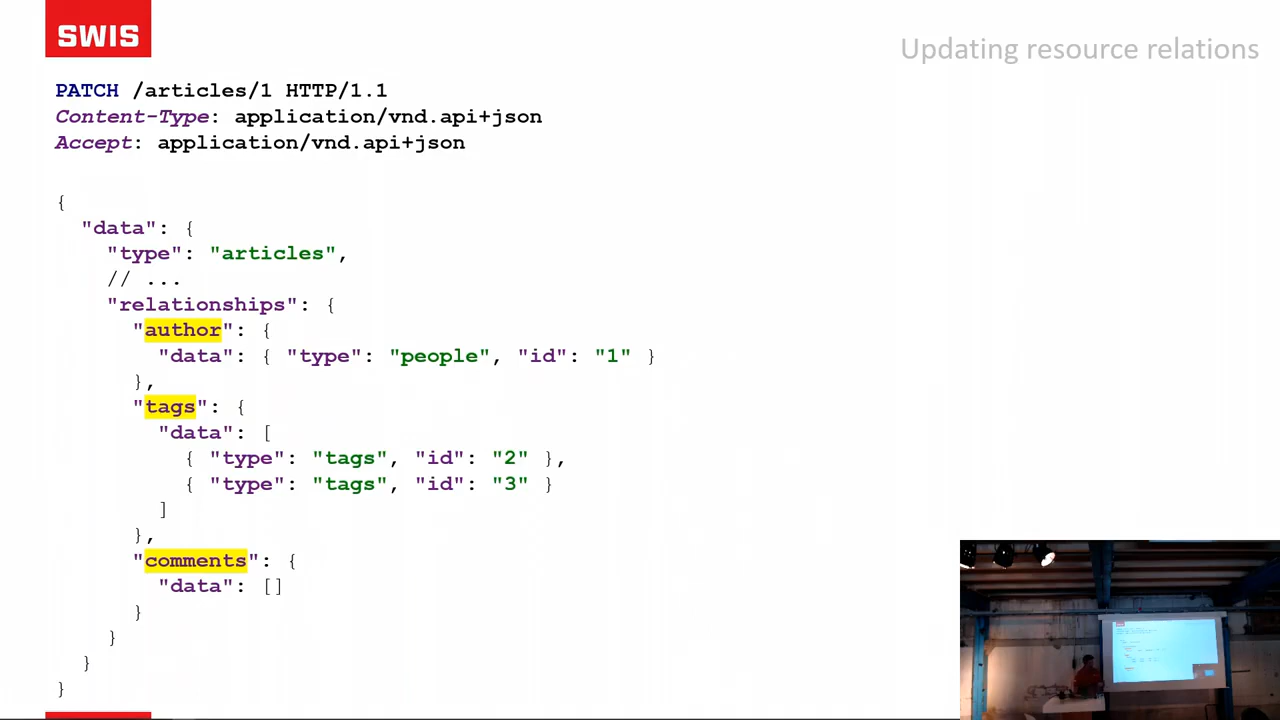 SWIS
Updating resource relations
PATCH /articles/1 HTTP/1.1
Content-Type: application/vnd.api+json
Accept: application/vnd.api+json
{
"data": {
"type": "articles",
// ...
"relationships": {
"author": {
"data": { "type": "people", "id": "1" }
},
"tags": {
"data": [
{ "type": "tags", "id": "2" },
{ "type": "tags", "id": "3" }
]
},
"comments": {
"data": []
}
}
}
}